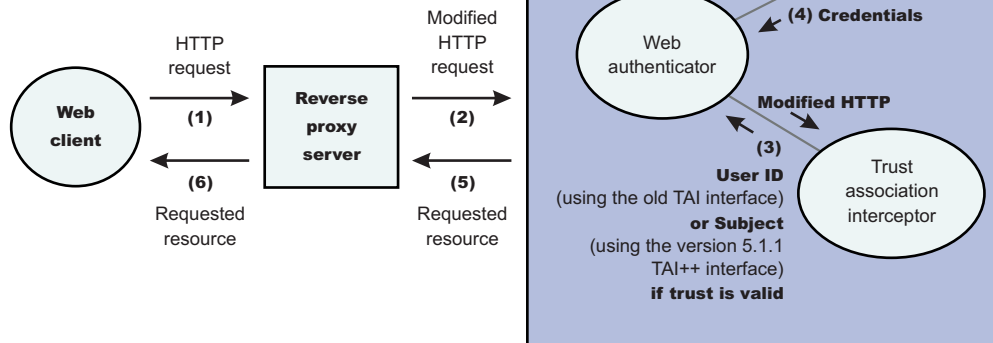 Web
client
HTTP
request
(1)
(6)
Requested
resource
Reverse
proxy
server
Modified
HTTP
request
(2)
(5)
Requested
resource
(4) Credentials
Web
authenticator
Modified HTTP
(3)
User ID
(using the old TAI interface)
or Subject
(using the version 5.1.1
TAI++ interface)
if trust is valid
Trust
association
interceptor